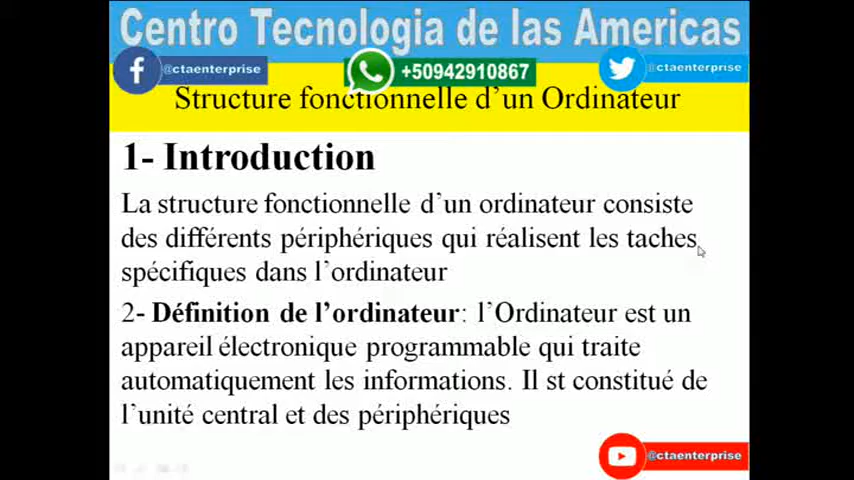 Centro Tecnologia de las Americas
@ctaenterprise
+50942910867
@ctaenterprise
Structure fonctionnelle d’un Ordinateur
1- Introduction
La structure fonctionnelle d’un ordinateur consiste
des différents périphériques qui réalisent les taches
spécifiques dans l’ordinateur
2- Définition de l’ordinateur: l’Ordinateur est un
appareil électronique programmable qui traite
automatiquement les informations. Il st constitué de
l’unité central et des périphériques
@ctaenterprise